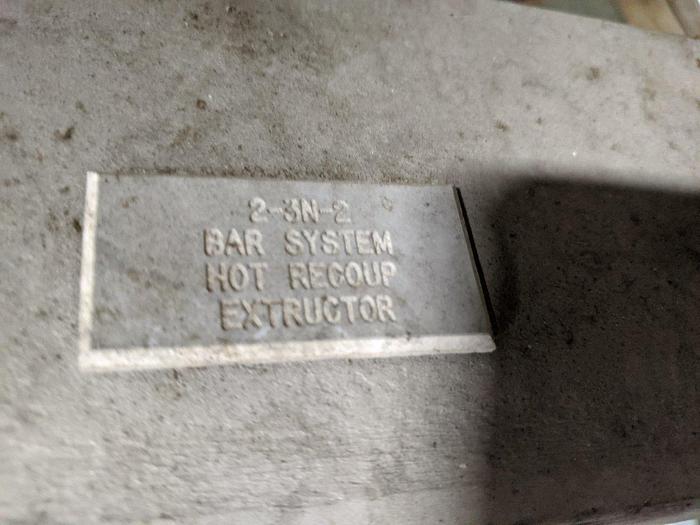 2-3N-2
BAR SYSTEM
HOT RECOUP
EXTRUCTOR